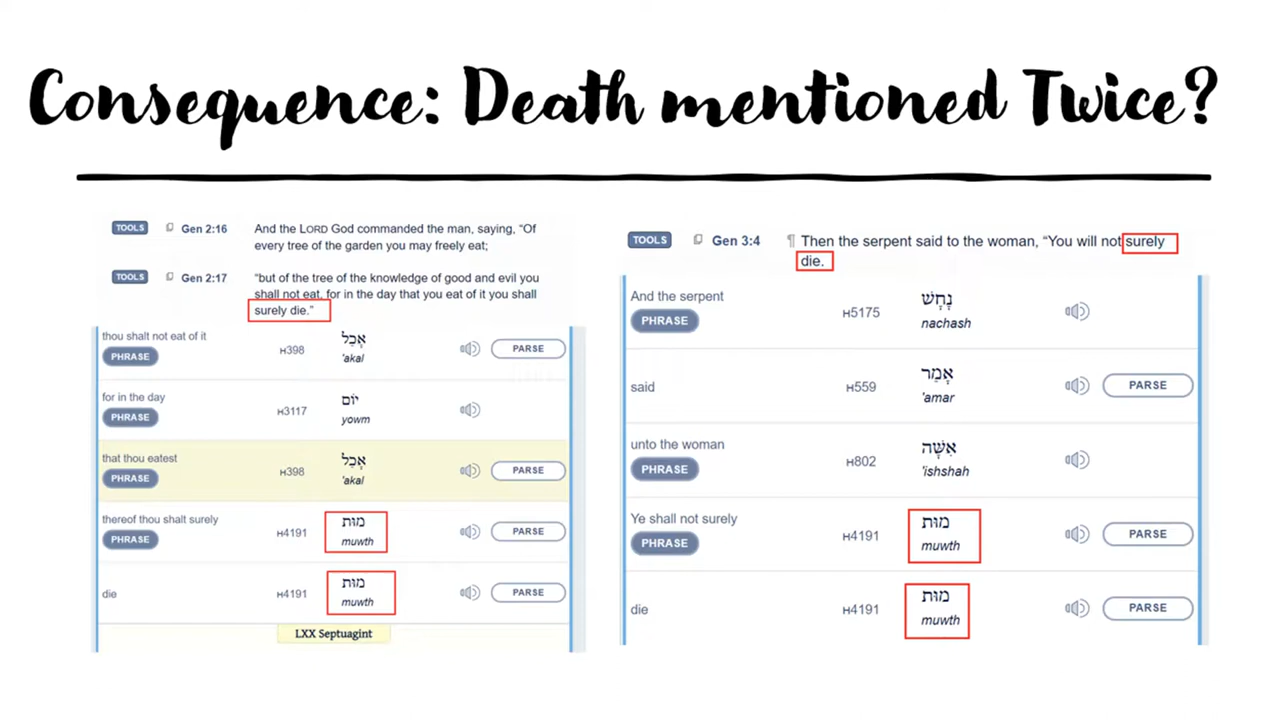 Consequence: Death mentioned Twice?
TOOLS Gen 2:16 And the LORD God commanded the man, saying, “Of
every tree of the garden you may freely eat;
TOOLS Gen 2:17 “but of the tree of the knowledge of good and evil you
shall not eat, for in the day that you eat of it you shall
surely die.”
thou shalt not eat of it
PHRASE
H398
אָכַל
'akal
PARSE
for in the day
PHRASE
H3117
יוֹם
yowm
that thou eatest
PHRASE
H398
אָכַל
'akal
PARSE
thereof thou shalt surely
PHRASE
H4191
מוּת
muwth
PARSE
die
H4191
מוּת
muwth
PARSE
LXX Septuagint
TOOLS Gen 3:4 ¶ Then the serpent said to the woman, “You will not surely
die.
And the serpent
PHRASE
H5175
נָחָשׁ
nachash
said
H559
אָמַר
'amar
PARSE
unto the woman
PHRASE
H802
אִשָּׁה
'ishshah
Ye shall not surely
PHRASE
H4191
מוּת
muwth
PARSE
die
H4191
מוּת
muwth
PARSE